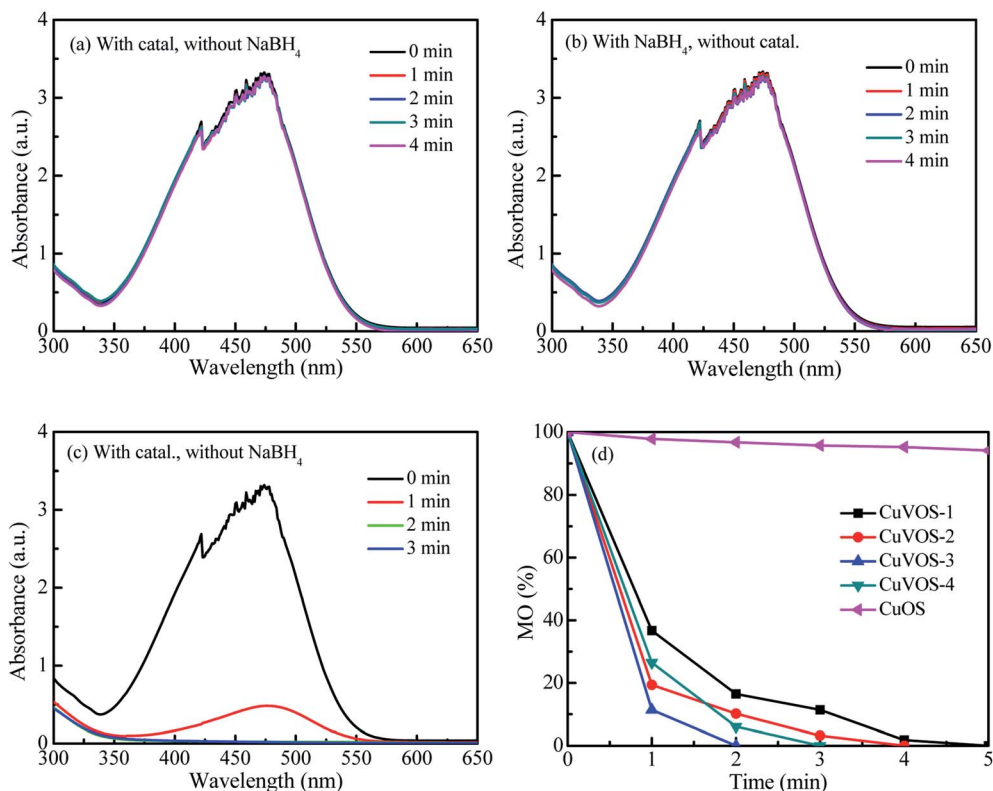 (a) With catal, without NaBH4
0 min
1 min
2 min
3 min
4 min
Absorbance (a.u.)
4
3
2
1
0
300 350 400 450 500 550 600 650
Wavelength (nm)
(b) With NaBH4, without catal.
0 min
1 min
2 min
3 min
4 min
Absorbance (a.u.)
4
3
2
1
0
300 350 400 450 500 550 600 650
Wavelength (nm)
(c) With catal., without NaBH4
0 min
1 min
2 min
3 min
Absorbance (a.u.)
4
3
2
1
0
300 350 400 450 500 550 600 650
Wavelength (nm)
(d)
CuVOS-1
CuVOS-2
CuVOS-3
CuVOS-4
CuOS
MO (%)
100
80
60
40
20
0
0 1 2 3 4 5
Time (min)